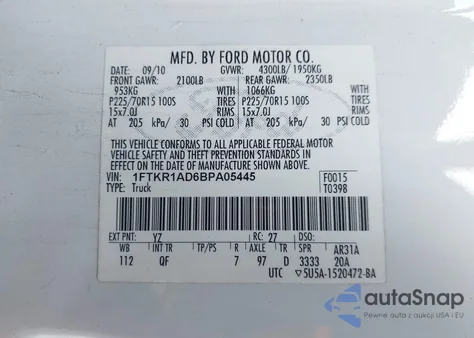 MFD. BY FORD MOTOR CO.
DATE: 09/10 GVWR: 4300LB/ 1950KG
FRONT GAWR: 2100LB REAR GAWR: 2350LB
953KG WITH 1066KG WITH
P225/70R15 100S TIRES P225/70R15 100S TIRES
15x7.0J RIMS 15x7.0J RIMS
AT 205 kPa/ 30 PSI COLD AT 205 kPa/ 30 PSI COLD
THIS VEHICLE CONFORMS TO ALL APPLICABLE FEDERAL MOTOR
VEHICLE SAFETY AND THEFT PREVENTION STANDARDS IN EFFECT
ON THE DATE OF MANUFACTURE SHOWN ABOVE.
VIN: 1FTKR1AD6BPA05445 F0015
TYPE: Truck T0398
EXT PNT: YZ RC: 27 DSO:
WB INT TR TP/PS R AXLE TR SPR AR31A
112 QF 7 97 D 3333 20A
UTC ▽5U5A-1520472-BA
autoSnap
Pewne auta z USA i EU